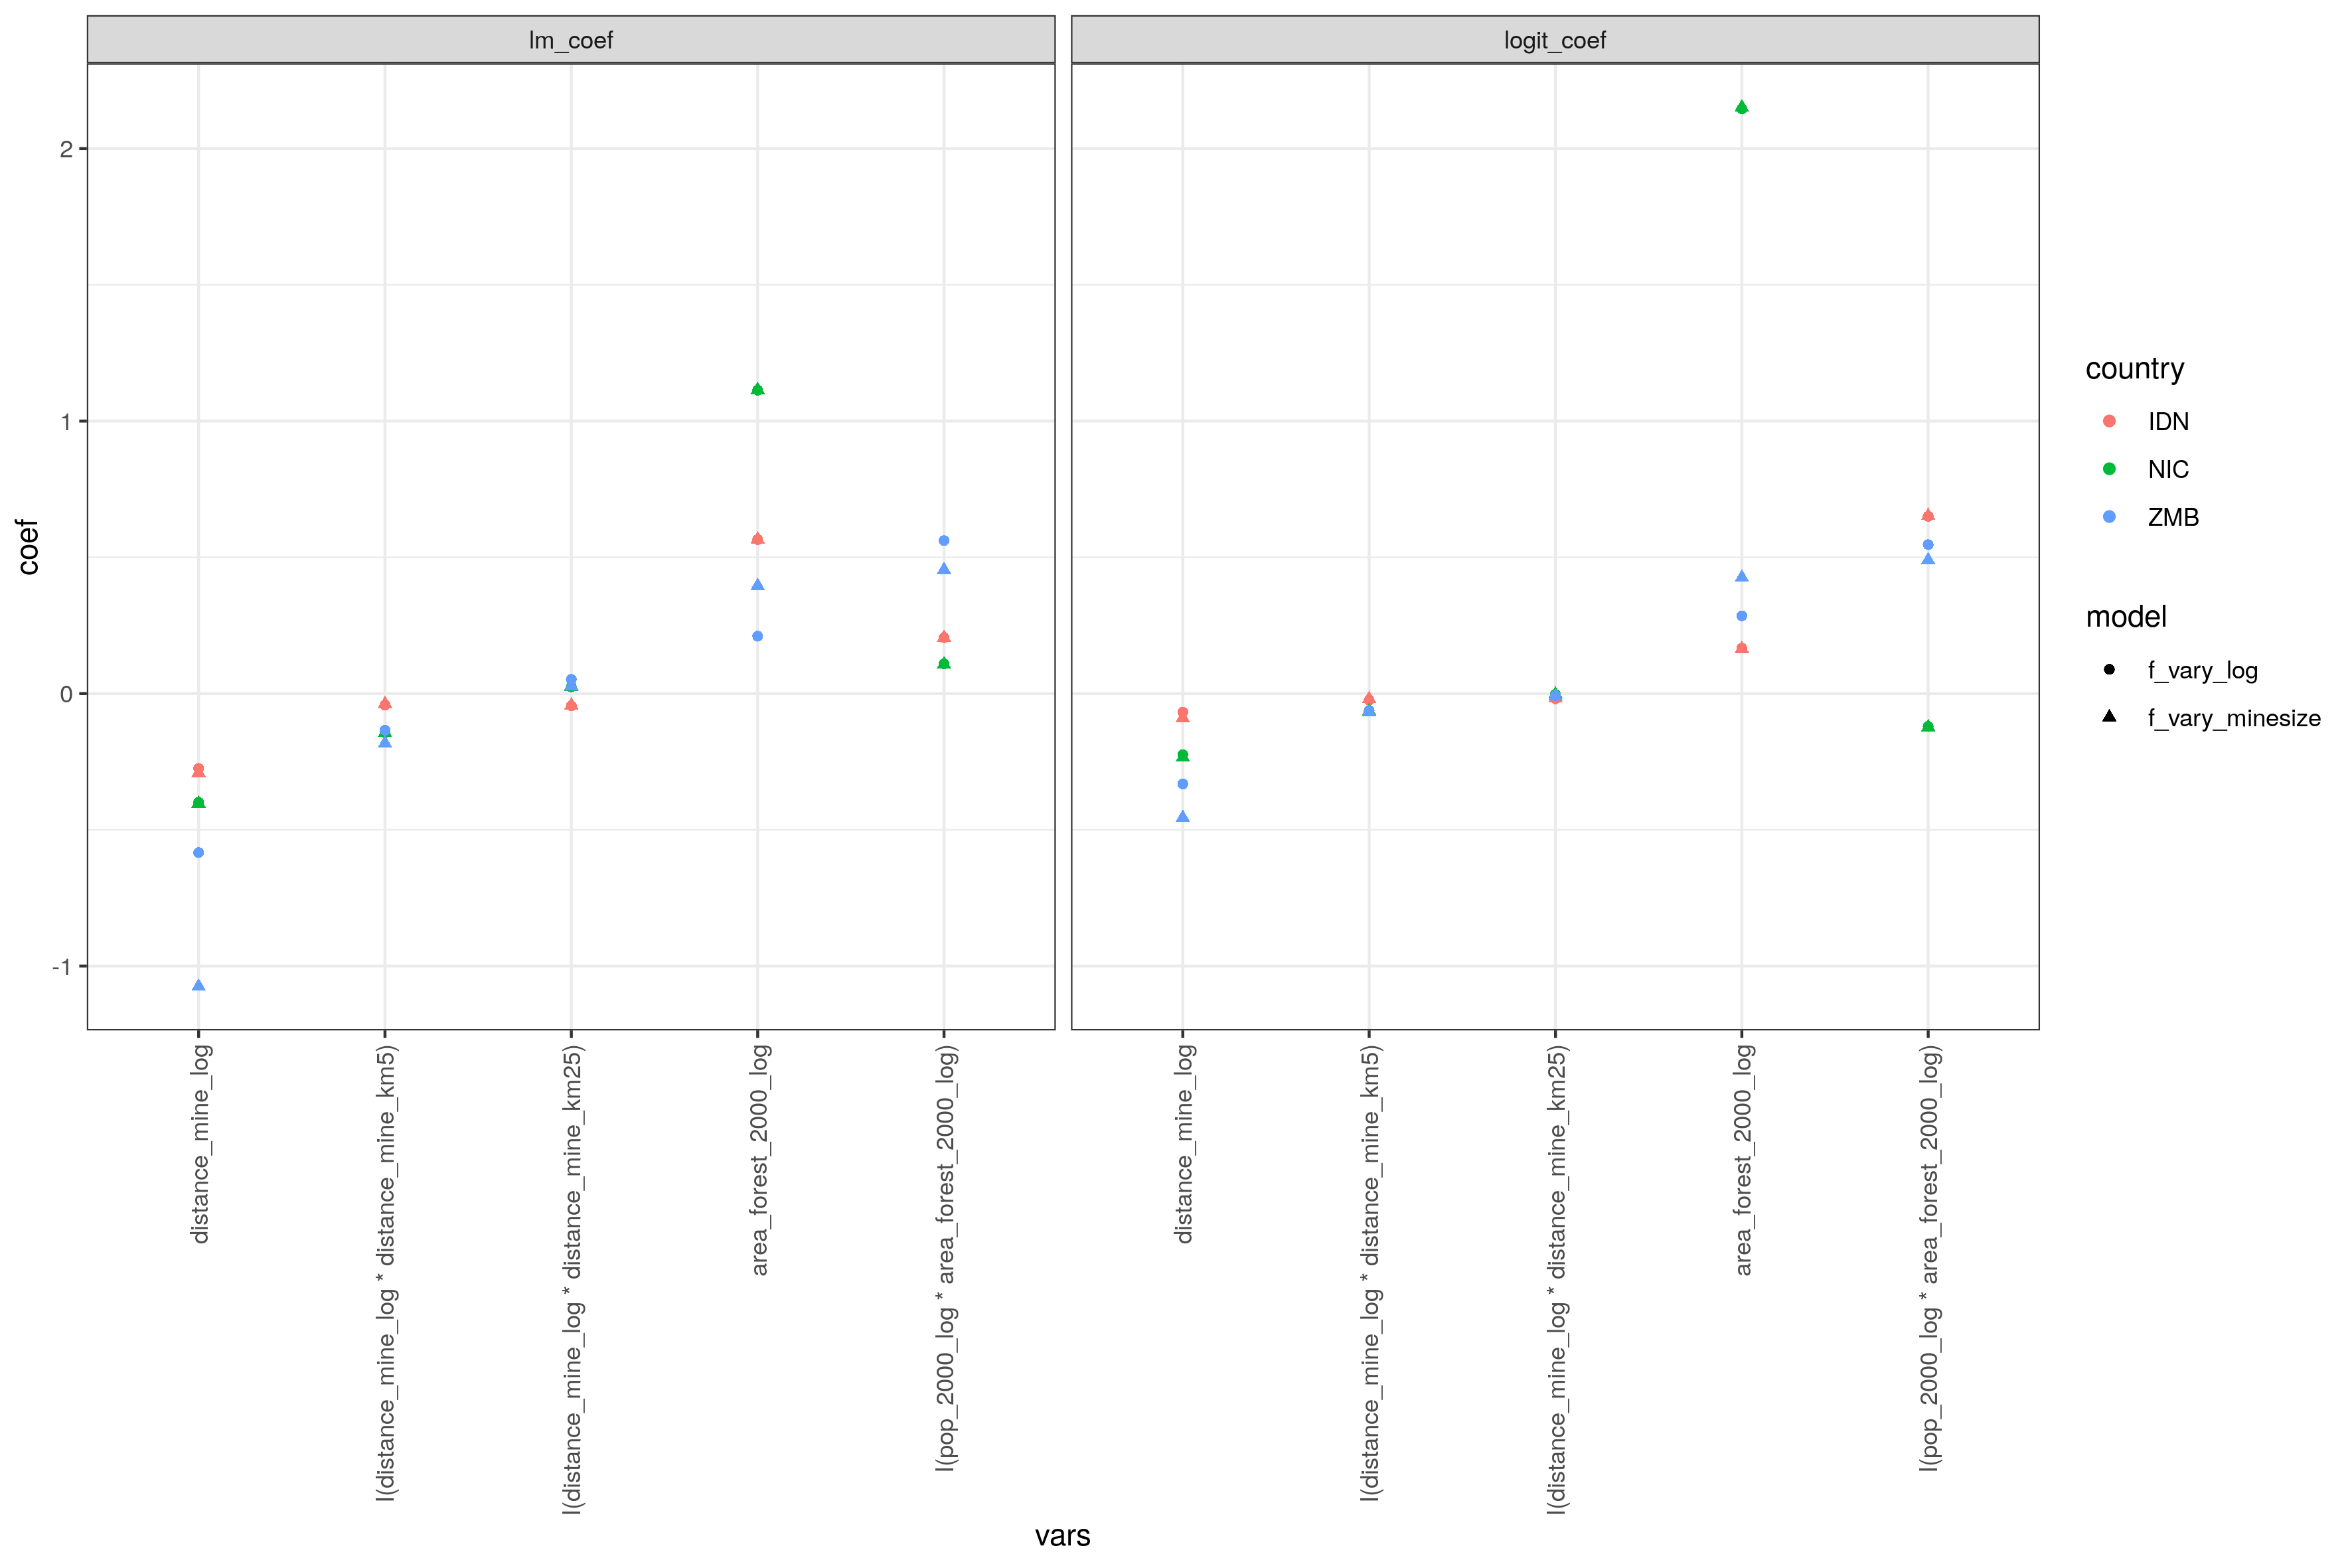 lm_coef
logit_coef
coef
2
1
0
-1
distance_mine_log
I(distance_mine_log * distance_mine_km5)
I(distance_mine_log * distance_mine_km25)
area_forest_2000_log
I(pop_2000_log * area_forest_2000_log)
distance_mine_log
I(distance_mine_log * distance_mine_km5)
I(distance_mine_log * distance_mine_km25)
area_forest_2000_log
I(pop_2000_log * area_forest_2000_log)
vars
country
IDN
NIC
ZMB
model
f_vary_log
f_vary_minesize